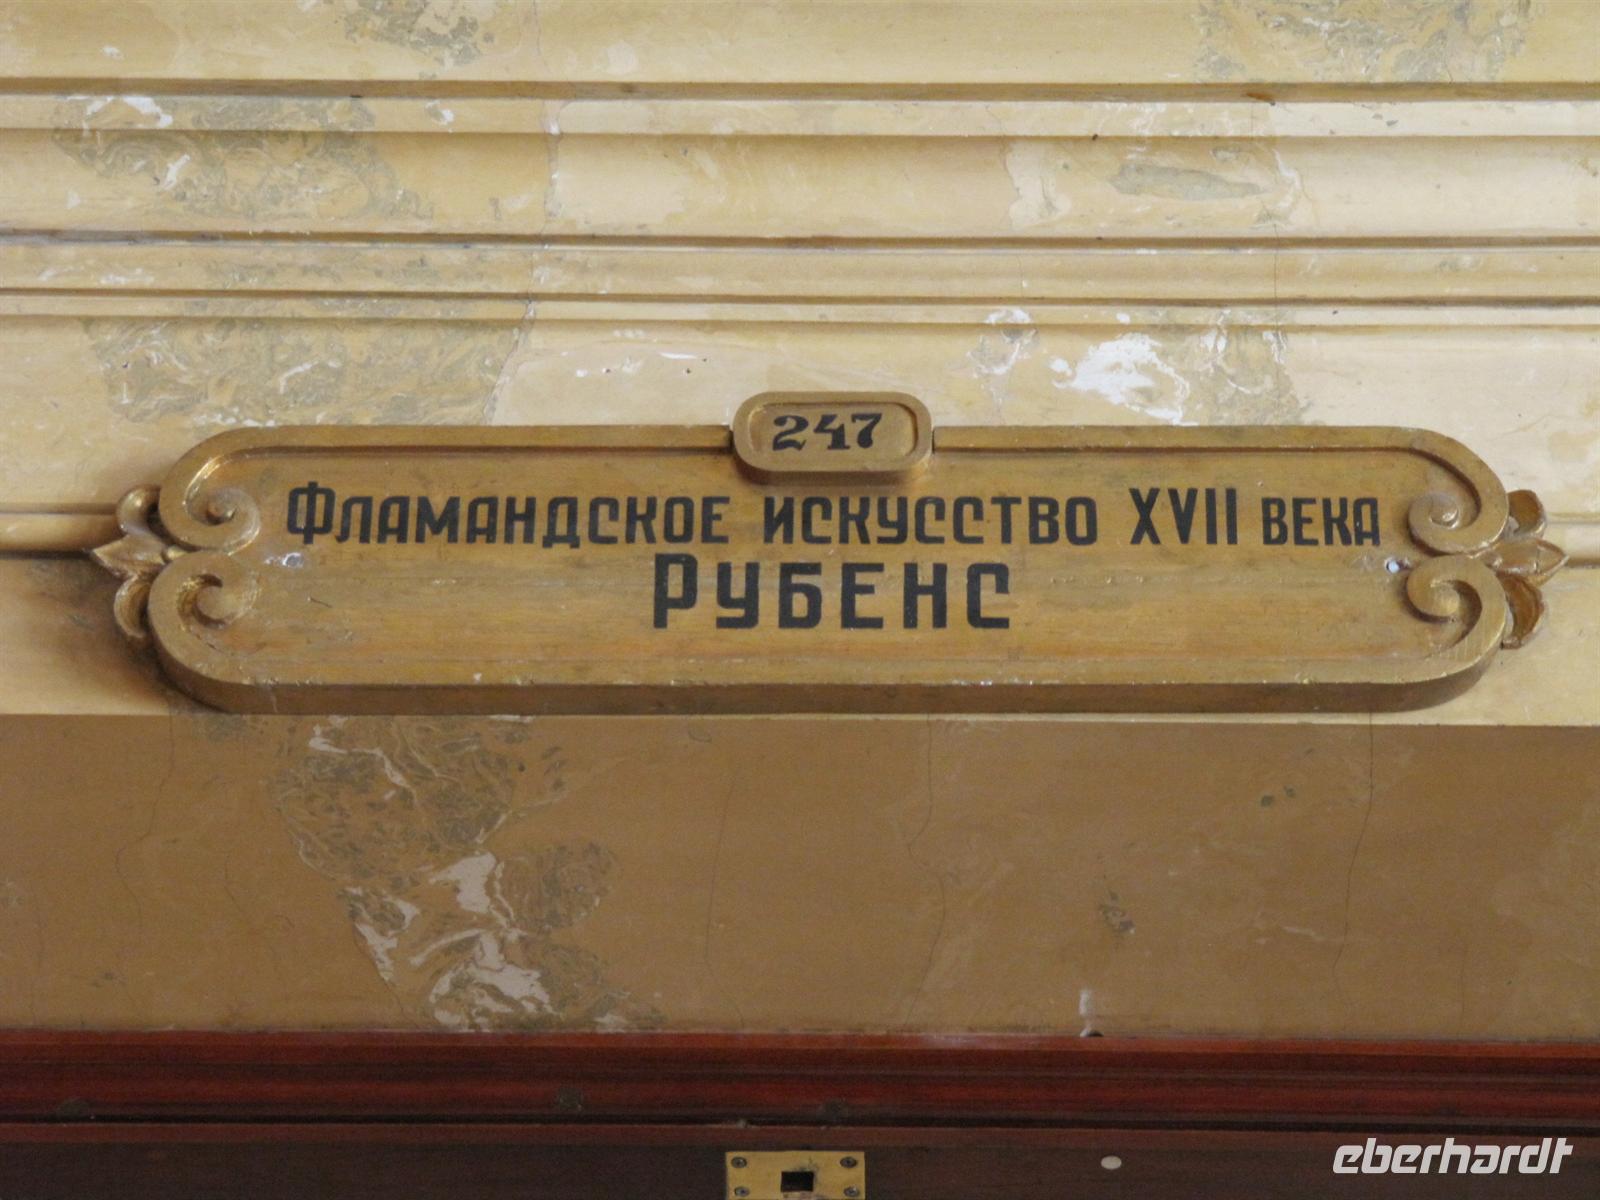 247
Фламандское искусство XVII века
Рубенс
eberhardt